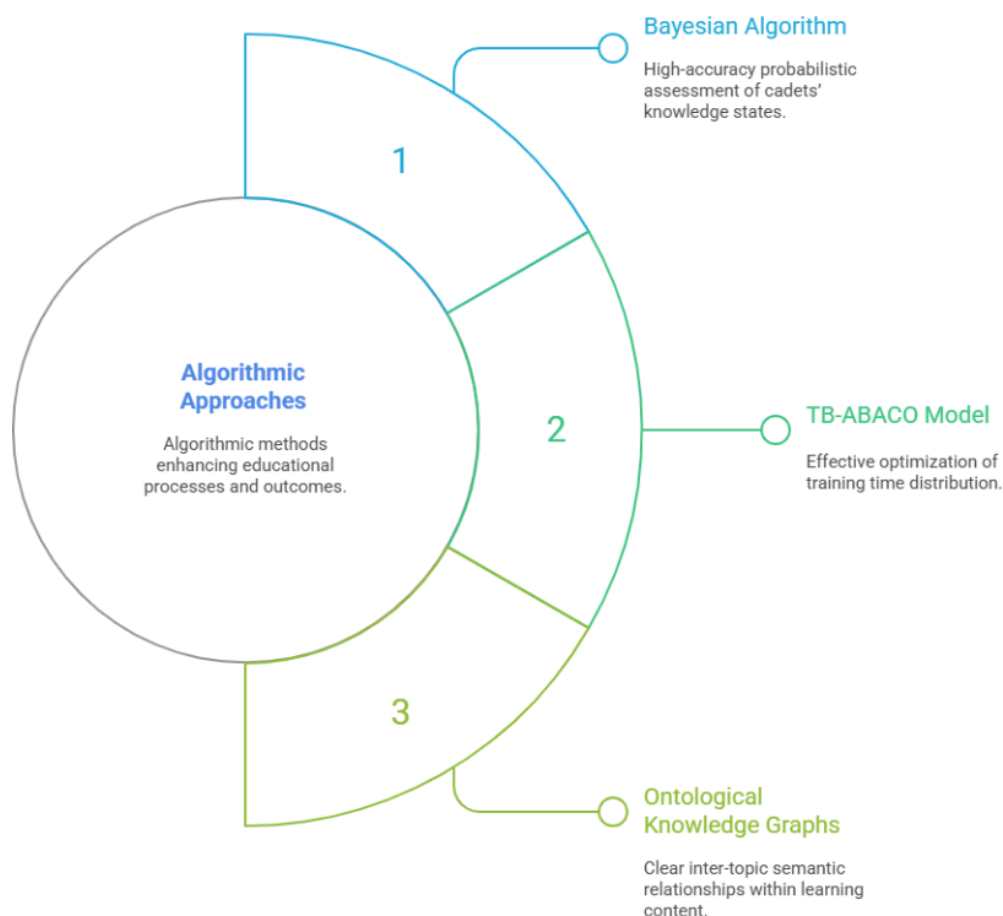 Bayesian Algorithm
High-accuracy probabilistic
assessment of cadets'
knowledge states.
1
Algorithmic
Approaches
Algorithmic methods
enhancing educational
processes and outcomes.
2
TB-ABACO Model
Effective optimization of
training time distribution.
3
Ontological
Knowledge Graphs
Clear inter-topic semantic
relationships within learning
content.